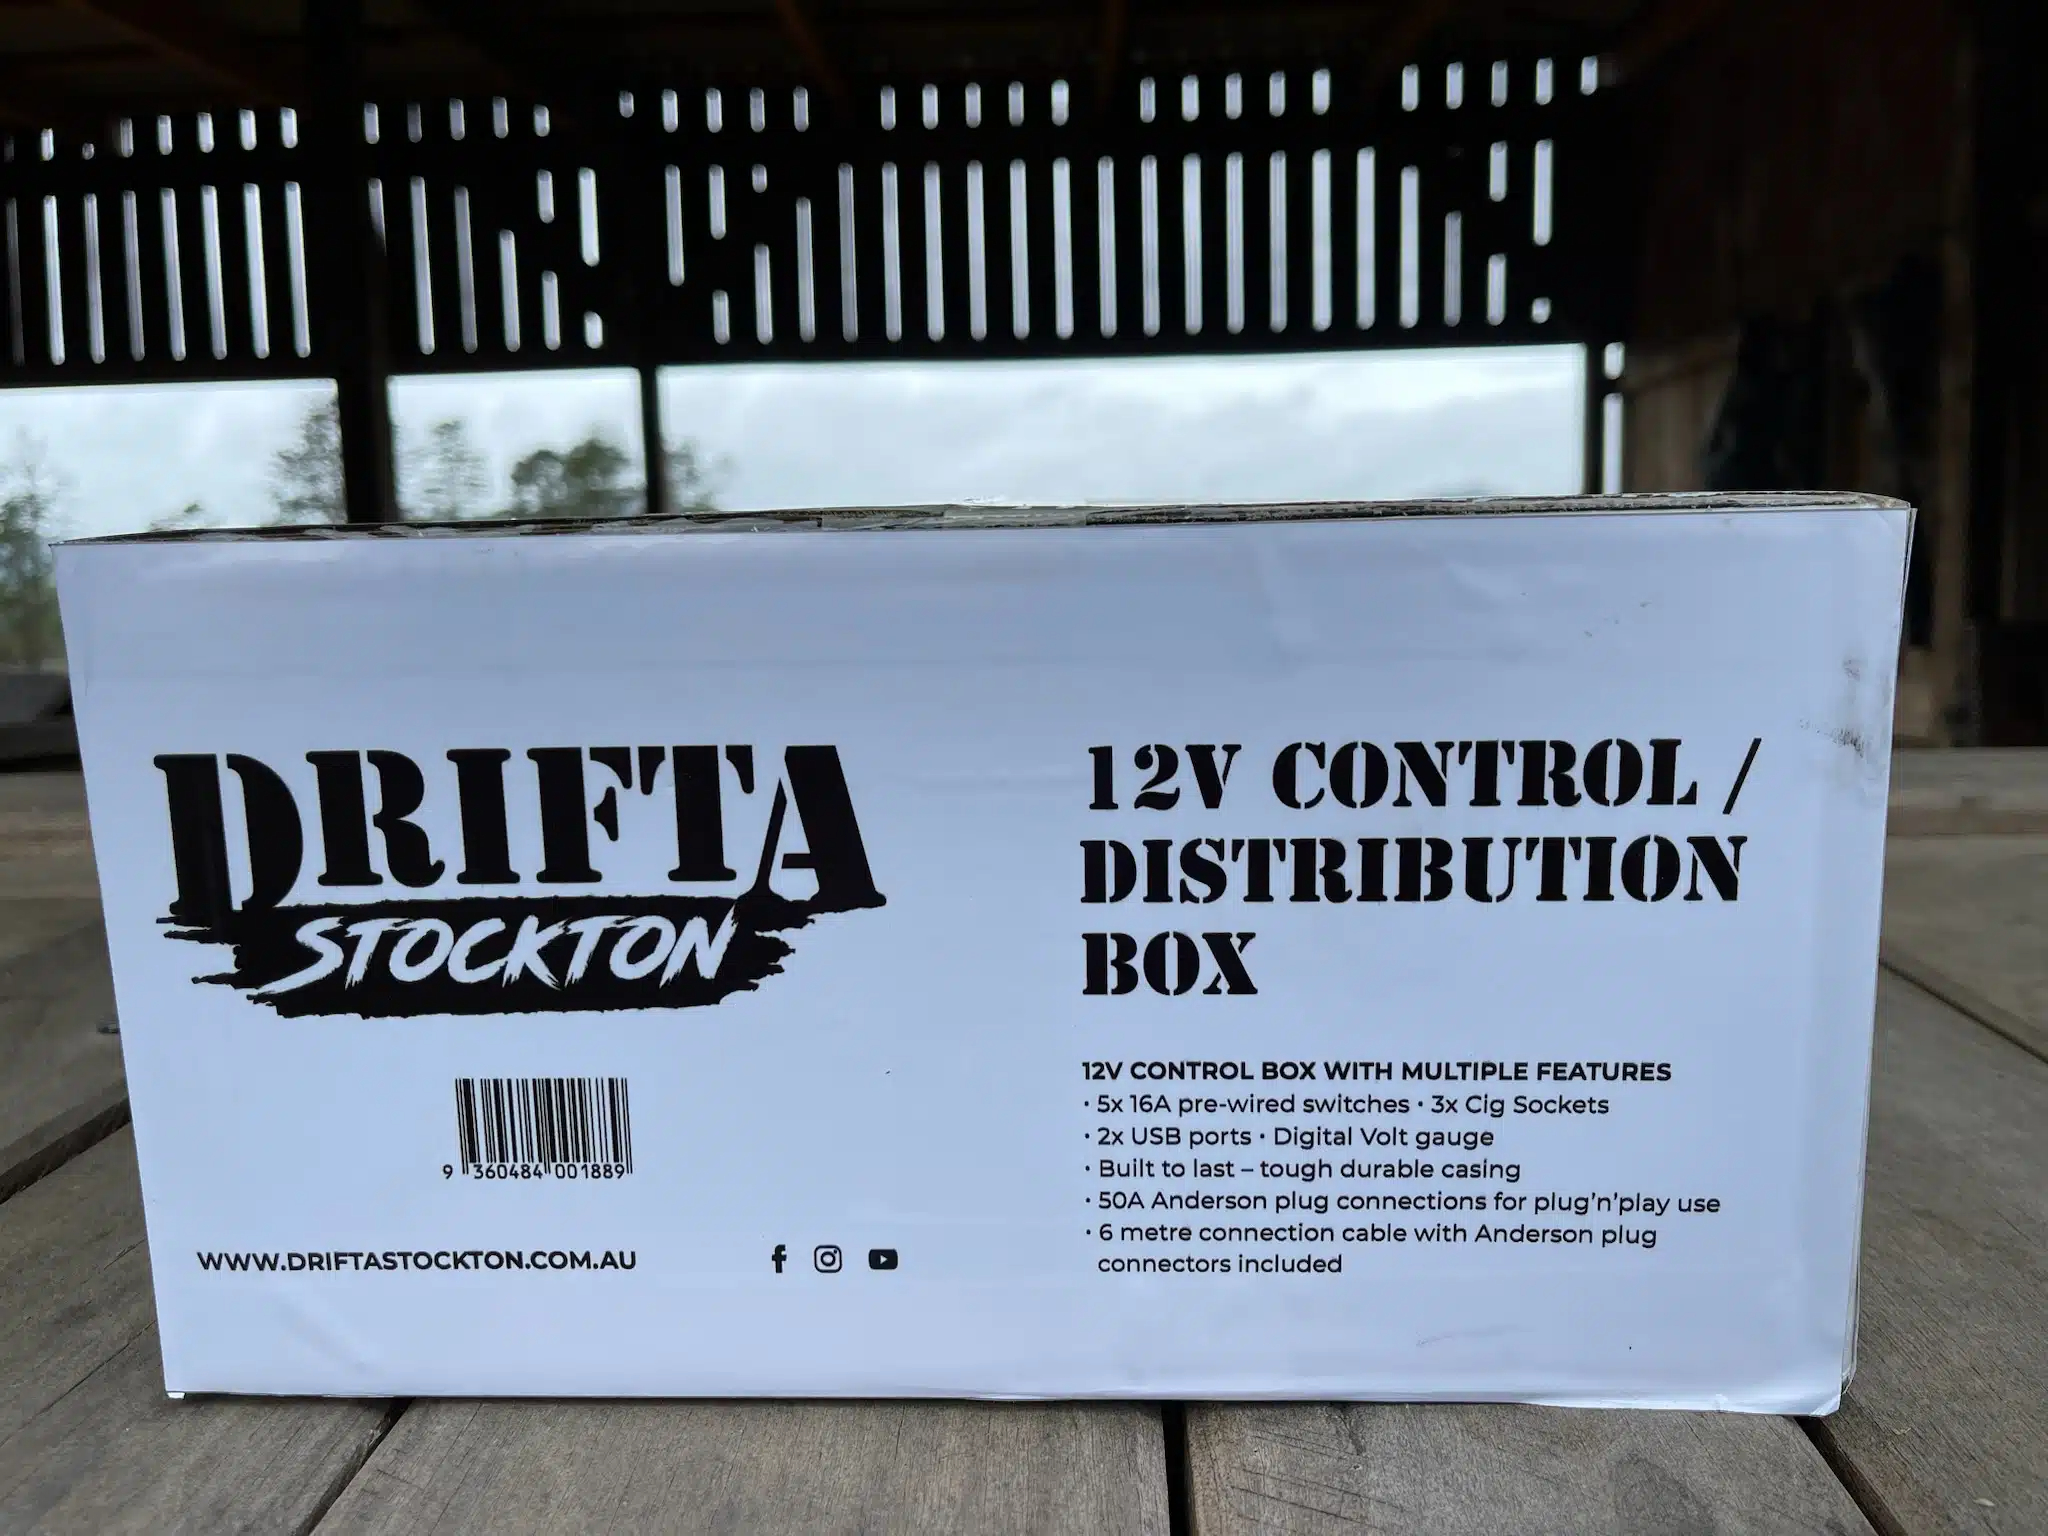 DRIFTA
STOCKTON
9 360484 001889
WWW.DRIFTASTOCKTON.COM.AU
12V CONTROL /
DISTRIBUTION
BOX
12V CONTROL BOX WITH MULTIPLE FEATURES
• 5x 16A pre-wired switches • 3x Cig Sockets
• 2x USB ports • Digital Volt gauge
• Built to last – tough durable casing
• 50A Anderson plug connections for plug’n’play use
• 6 metre connection cable with Anderson plug
connectors included